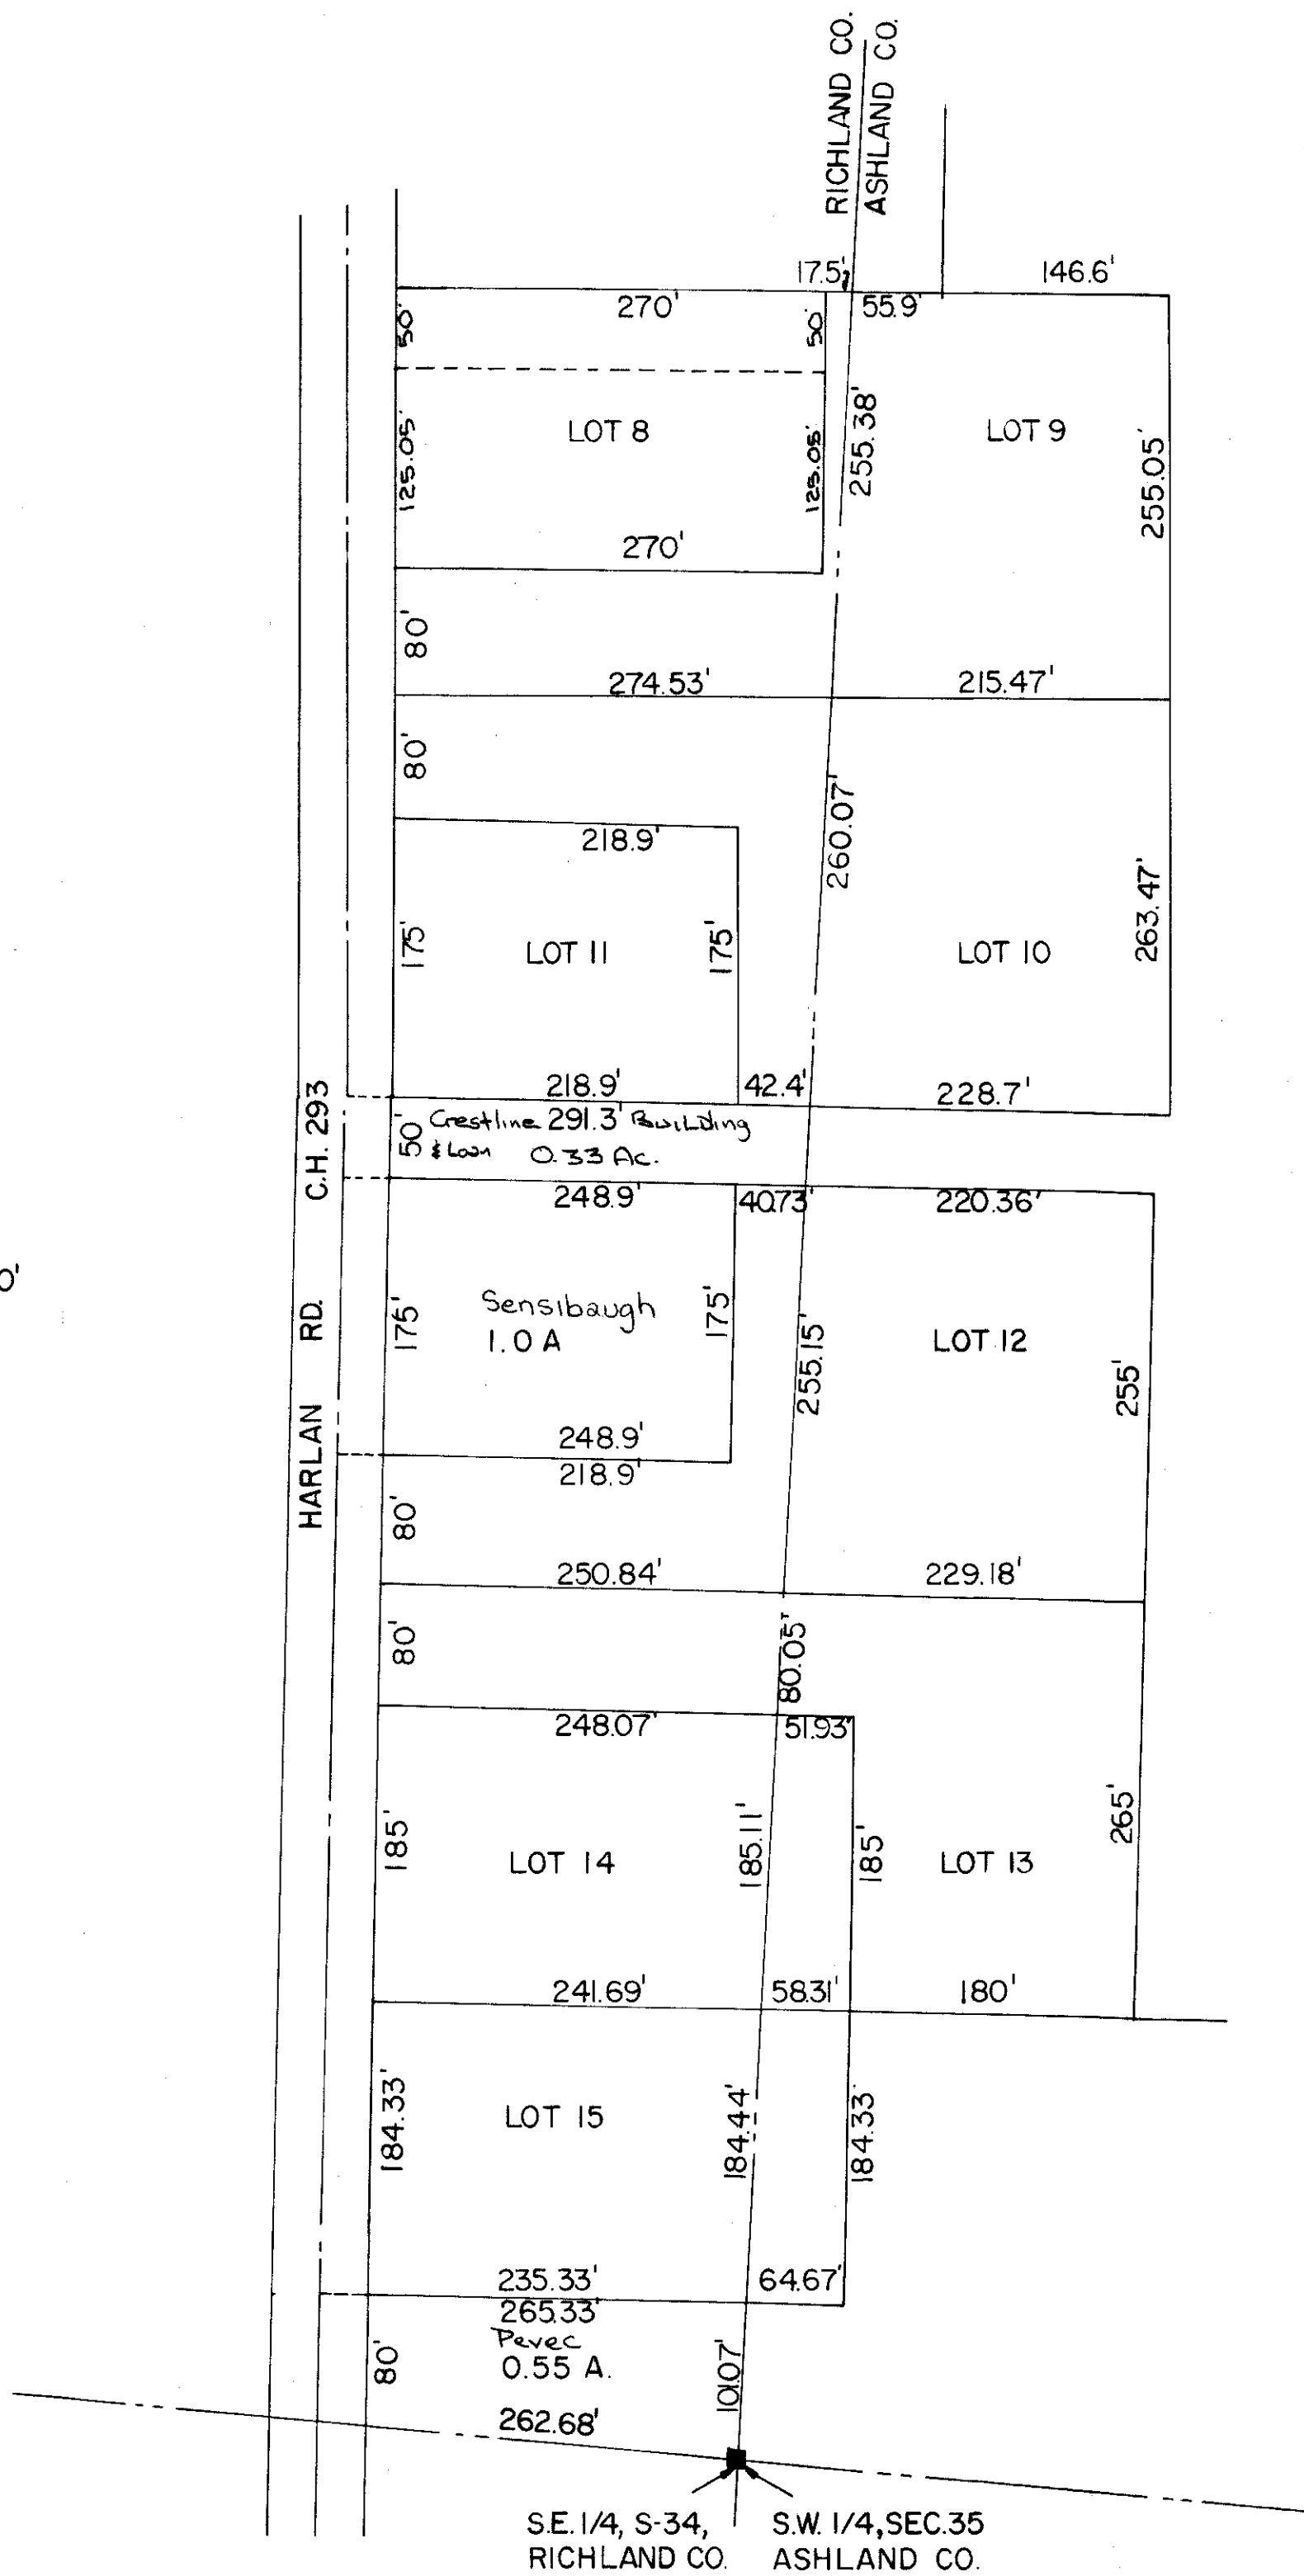 RICHLAND CO.
ASHLAND CO.
17.5'
146.6'
270'
55.9'
50'
50'
LOT 8
LOT 9
125.05'
125.05'
255.38'
255.05'
270'
80'
274.53'
215.47'
80'
260.07'
218.9'
175'
LOT 11
175'
LOT 10
263.47'
218.9'
42.4'
228.7'
HARLAN RD. C.H. 293
50'
Crestline 291.3' Building
& Loan 0.33 Ac.
248.9'
40.73'
220.36'
0'
175'
Sensibaugh
1.0 A
175'
255.15'
LOT 12
255'
248.9'
218.9'
80'
250.84'
229.18'
80'
80.05'
248.07'
51.93'
185'
LOT 14
185.11'
185'
LOT 13
265'
241.69'
58.31'
180'
184.33'
LOT 15
184.44'
184.33'
235.33'
64.67'
265.33'
Pevec
0.55 A.
80'
101.07'
262.68'
S.E. 1/4, S-34,
RICHLAND CO.
S.W. 1/4, SEC. 35
ASHLAND CO.